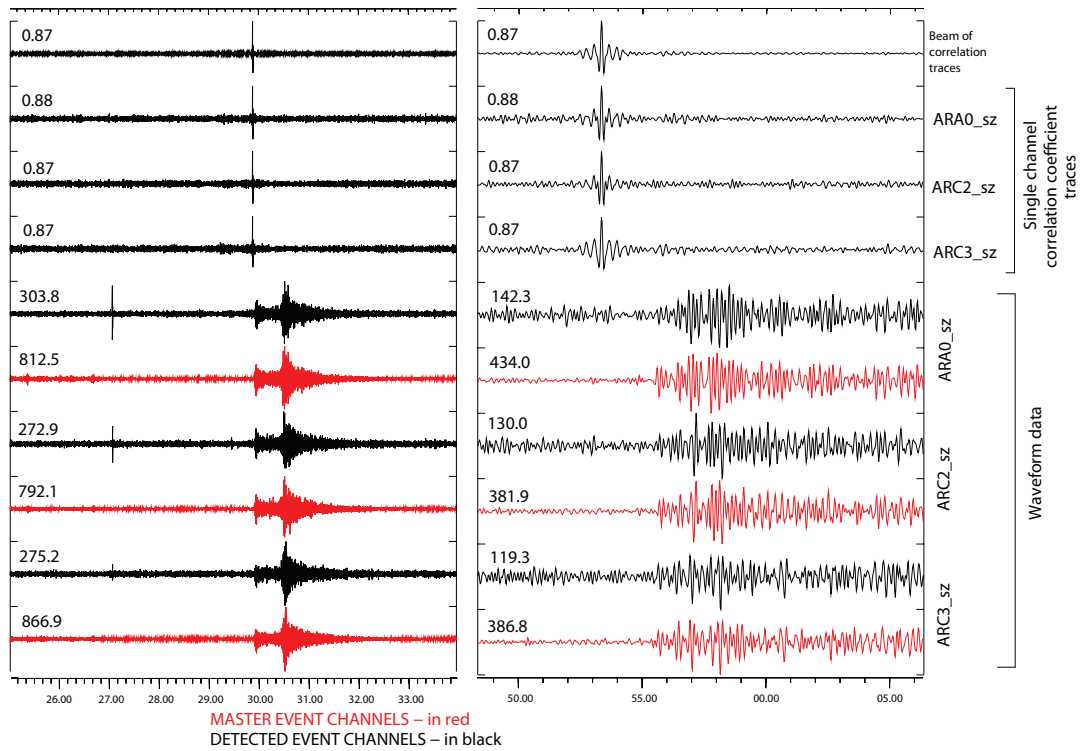 0.87
0.88
0.87
0.87
303.8
812.5
272.9
792.1
275.2
866.9
26.00 27.00 28.00 29.00 30.00 31.00 32.00 33.00
0.87
0.88
0.87
0.87
142.3
434.0
130.0
381.9
119.3
386.8
50.00 55.00 00.00 05.00
Beam of
correlation
traces
ARA0_sz
ARC2_sz
ARC3_sz
Single channel
correlation coefficient
traces
ARA0_sz
ARC2_sz
ARC3_sz
Waveform data
MASTER EVENT CHANNELS – in red
DETECTED EVENT CHANNELS – in black